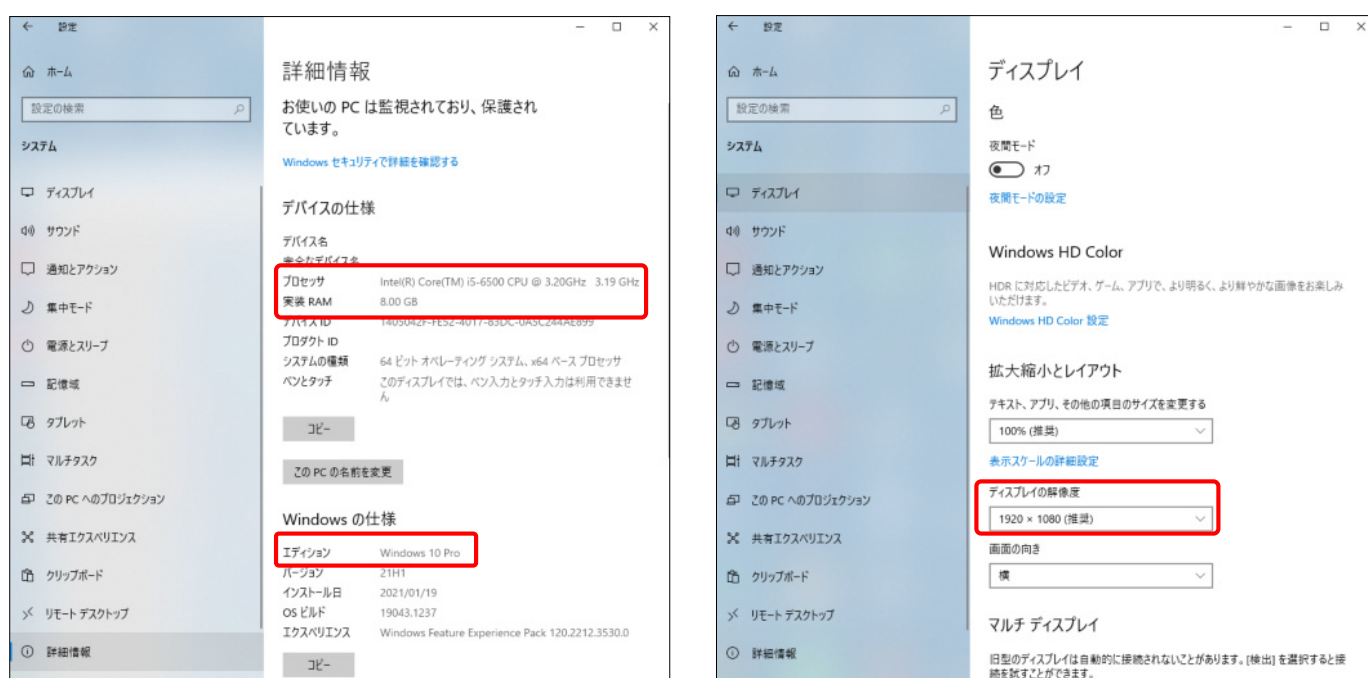 設定
ホーム
設定の検索
システム
ディスプレイ
サウンド
通知とアクション
集中モード
電源とスリープ
記憶域
タブレット
マルチタスク
この PC へのプロジェクション
共有エクスペリエンス
クリップボード
リモート デスクトップ
詳細情報
詳細情報
お使いの PC は監視されており、保護され
ています。
Windows セキュリティで詳細を確認する
デバイスの仕様
デバイス名
完全なデバイス名
プロセッサ Intel(R) Core(TM) i5-6500 CPU @ 3.20GHz 3.19 GHz
実装 RAM 8.00 GB
デバイス ID 1405042F-FE52-4017-83DC-0A5C244AE899
プロダクト ID
システムの種類 64 ビット オペレーティング システム、x64 ベース プロセッサ
ペンとタッチ このディスプレイでは、ペン入力とタッチ入力は利用できませ
ん
コピー
この PC の名前を変更
Windows の仕様
エディション Windows 10 Pro
バージョン 21H1
インストール日 2021/01/19
OS ビルド 19043.1237
エクスペリエンス Windows Feature Experience Pack 120.2212.3530.0
コピー
設定
ホーム
設定の検索
システム
ディスプレイ
サウンド
通知とアクション
集中モード
電源とスリープ
記憶域
タブレット
マルチタスク
この PC へのプロジェクション
共有エクスペリエンス
クリップボード
リモート デスクトップ
詳細情報
ディスプレイ
色
夜間モード
オフ
夜間モードの設定
Windows HD Color
HDR に対応したビデオ、ゲーム、アプリで、より明るく、より鮮やかな画像をお楽しみ
いただけます。
Windows HD Color 設定
拡大縮小とレイアウト
テキスト、アプリ、その他の項目のサイズを変更する
100% (推奨)
表示スケールの詳細設定
ディスプレイの解像度
1920 × 1080 (推奨)
画面の向き
横
マルチ ディスプレイ
旧型のディスプレイは自動的に接続されないことがあります。[検出] を選択すると接
続を試すことができます。